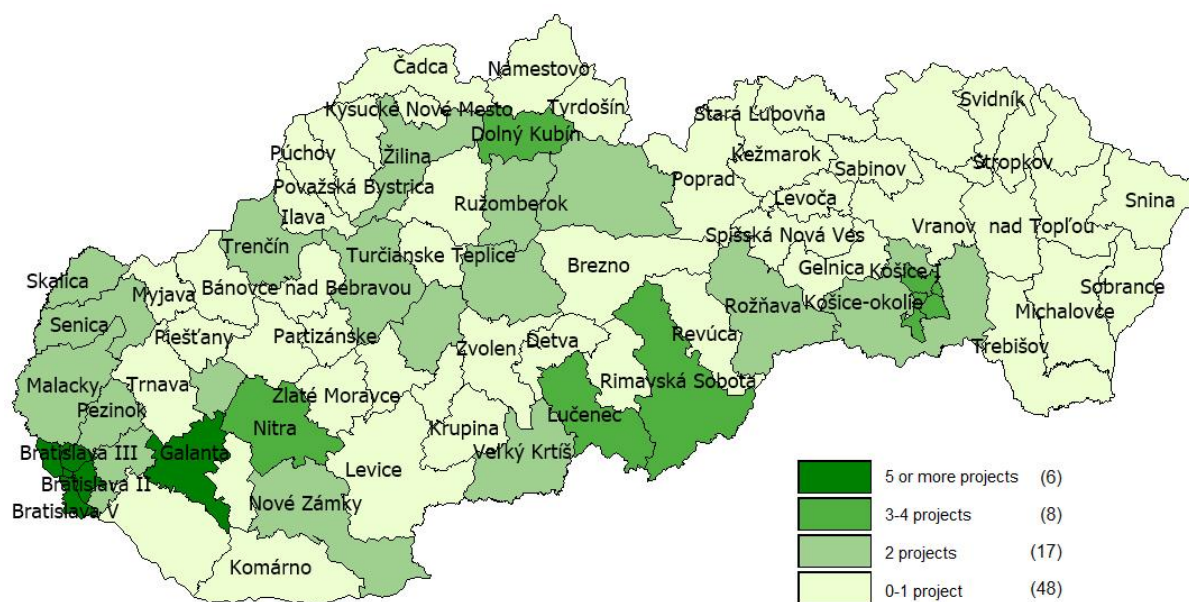 Čadca
Námestovo
Kysucké Nové Mesto
Tvrdošín
Dolný Kubín
Stará Ľubovňa
Svidník
Púchov
Žilina
Kežmarok
Stropkov
Považská Bystrica
Poprad
Sabinov
Ilava
Ružomberok
Levoča
Snina
Trenčín
Turčianske Teplice
Spišská Nová Ves
Vranov nad Topľou
Skalica
Myjava
Bánovce nad Bebravou
Brezno
Gelnica
Košice I
Sobrance
Senica
Piešťany
Partizánske
Rožňava
Košice-okolie
Michalovce
Zvolen
Detva
Revúca
Trebišov
Malacky
Trnava
Zlaté Moravce
Rimavská Sobota
Pezinok
Nitra
Lučenec
Krupina
Bratislava III
Galanta
Veľký Krtíš
Levice
Bratislava II
Nové Zámky
Bratislava V
Komárno
5 or more projects (6)
3-4 projects (8)
2 projects (17)
0-1 project (48)